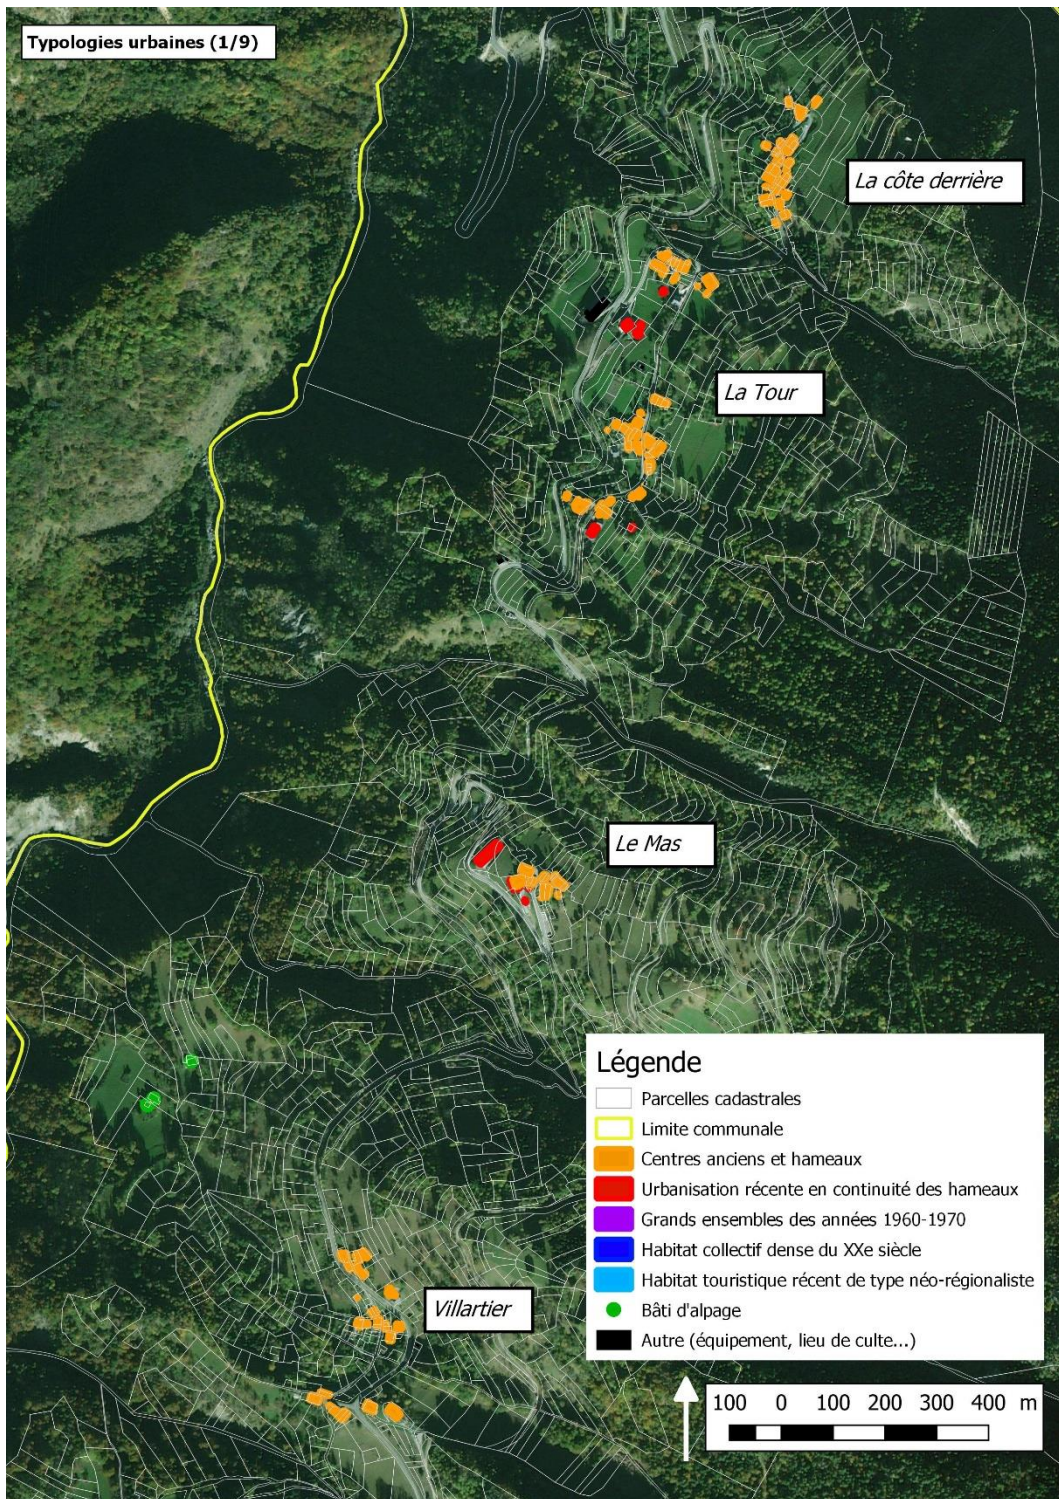 Typologies urbaines (1/9)
La côte derrière
La Tour
Le Mas
Villartier
Légende
Parcelles cadastrales
Limite communale
Centres anciens et hameaux
Urbanisation récente en continuité des hameaux
Grands ensembles des années 1960-1970
Habitat collectif dense du XXe siècle
Habitat touristique récent de type néo-régionaliste
Bâti d'alpage
Autre (équipement, lieu de culte...)
100 0 100 200 300 400 m